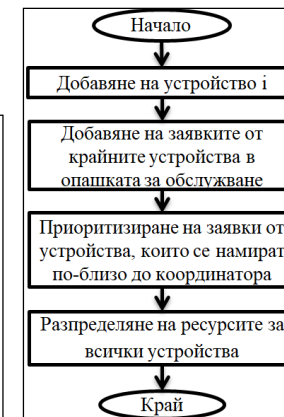 Начало
Добавяне на устройство i
Добавяне на заявките от
крайните устройства в
опашката за обслужване
Приоритизиране на заявки от
устройства, които се намират
по-близо до координатора
Разпределяне на ресурсите за
всички устройства
Край